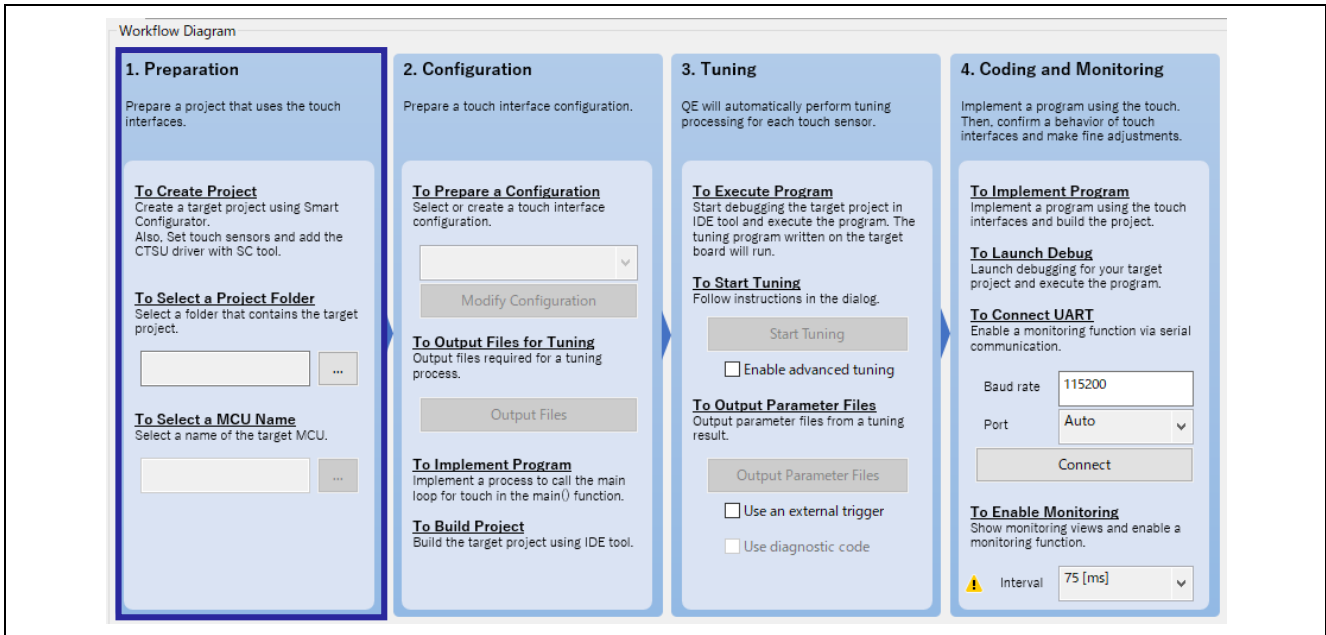 Workflow Diagram
1. Preparation
Prepare a project that uses the touch
interfaces.
To Create Project
Create a target project using Smart
Configurator.
Also, Set touch sensors and add the
CTSU driver with SC tool.
To Select a Project Folder
Select a folder that contains the target
project.
...
To Select a MCU Name
Select a name of the target MCU.
...
2. Configuration
Prepare a touch interface configuration.
To Prepare a Configuration
Select or create a touch interface
configuration.
Modify Configuration
To Output Files for Tuning
Output files required for a tuning
process.
Output Files
To Implement Program
Implement a process to call the main
loop for touch in the main() function.
To Build Project
Build the target project using IDE tool.
3. Tuning
QE will automatically perform tuning
processing for each touch sensor.
To Execute Program
Start debugging the target project in
IDE tool and execute the program. The
tuning program written on the target
board will run.
To Start Tuning
Follow instructions in the dialog.
Start Tuning
Enable advanced tuning
To Output Parameter Files
Output parameter files from a tuning
result.
Output Parameter Files
Use an external trigger
Use diagnostic code
4. Coding and Monitoring
Implement a program using the touch.
Then, confirm a behavior of touch
interfaces and make fine adjustments.
To Implement Program
Implement a program using the touch
interfaces and build the project.
To Launch Debug
Launch debugging for your target
project and execute the program.
To Connect UART
Enable a monitoring function via serial
communication.
Baud rate 115200
Port Auto
Connect
To Enable Monitoring
Show monitoring views and enable a
monitoring function.
Interval 75 [ms]